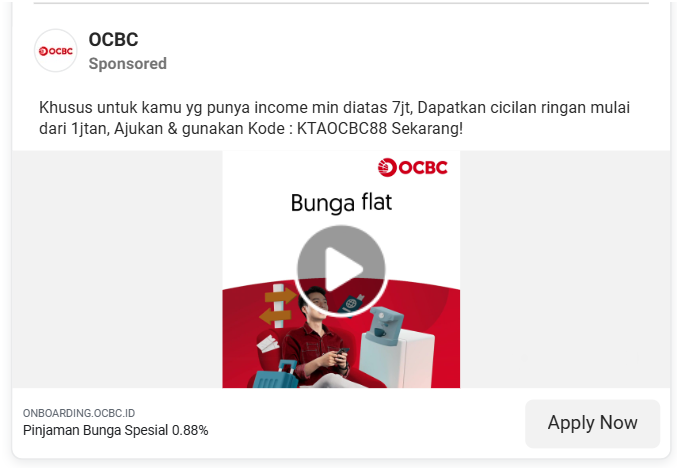 OCBC
OCBC
Sponsored
Khusus untuk kamu yg punya income min diatas 7jt, Dapatkan cicilan ringan mulai
dari 1jtan, Ajukan & gunakan Kode : KTAOCBC88 Sekarang!
OCBC
Bunga flat
ONBOARDING.OCBC.ID
Pinjaman Bunga Spesial 0.88%
Apply Now